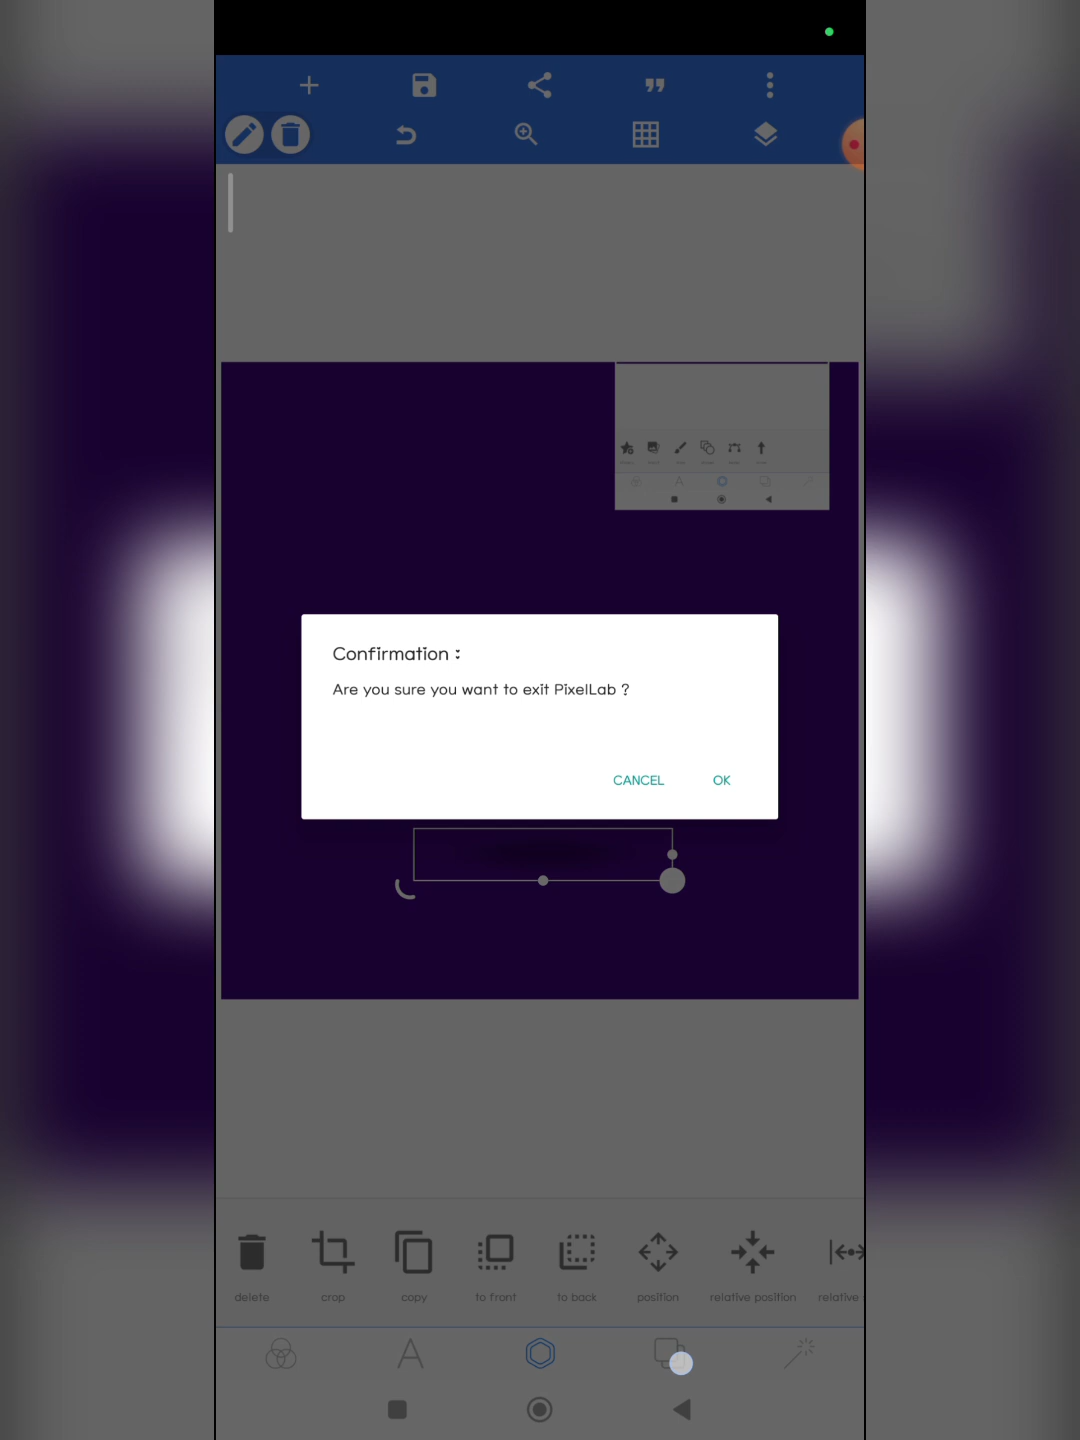 Confirmation :
Are you sure you want to exit PixelLab ?
CANCEL OK
delete crop copy to front to back position relative position relative